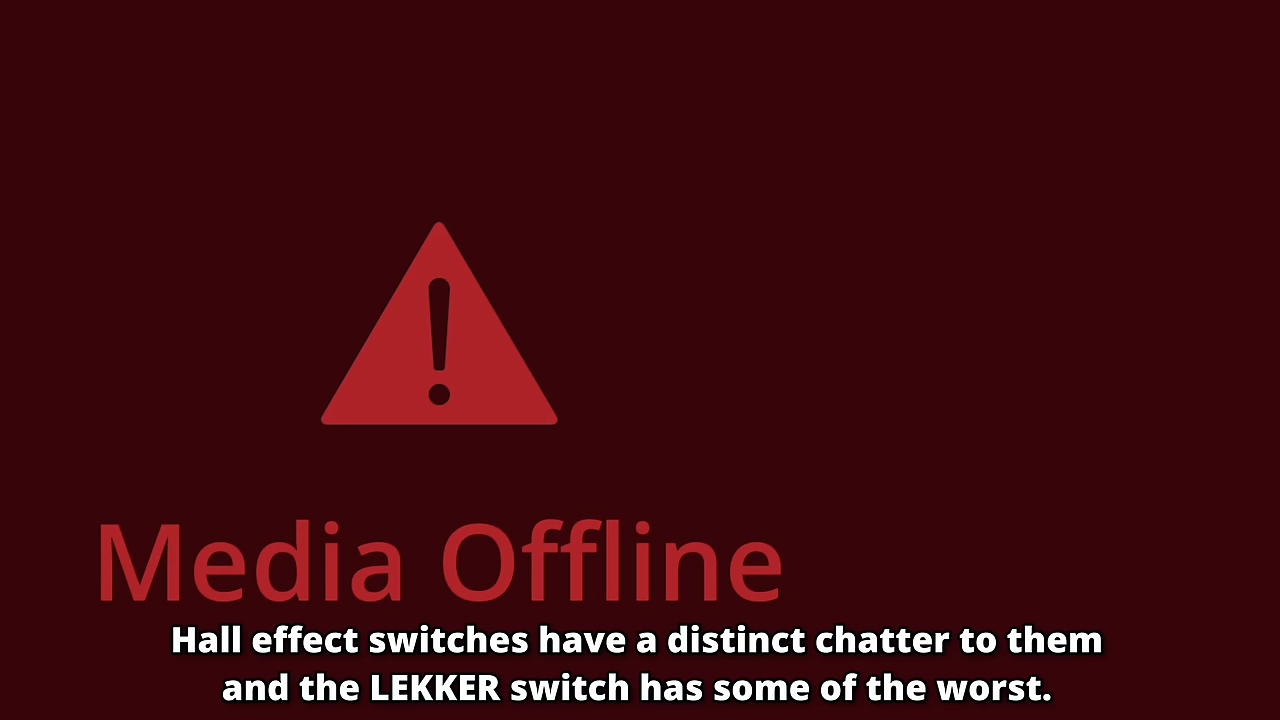 Media Offline
Hall effect switches have a distinct chatter to them
and the LEKKER switch has some of the worst.